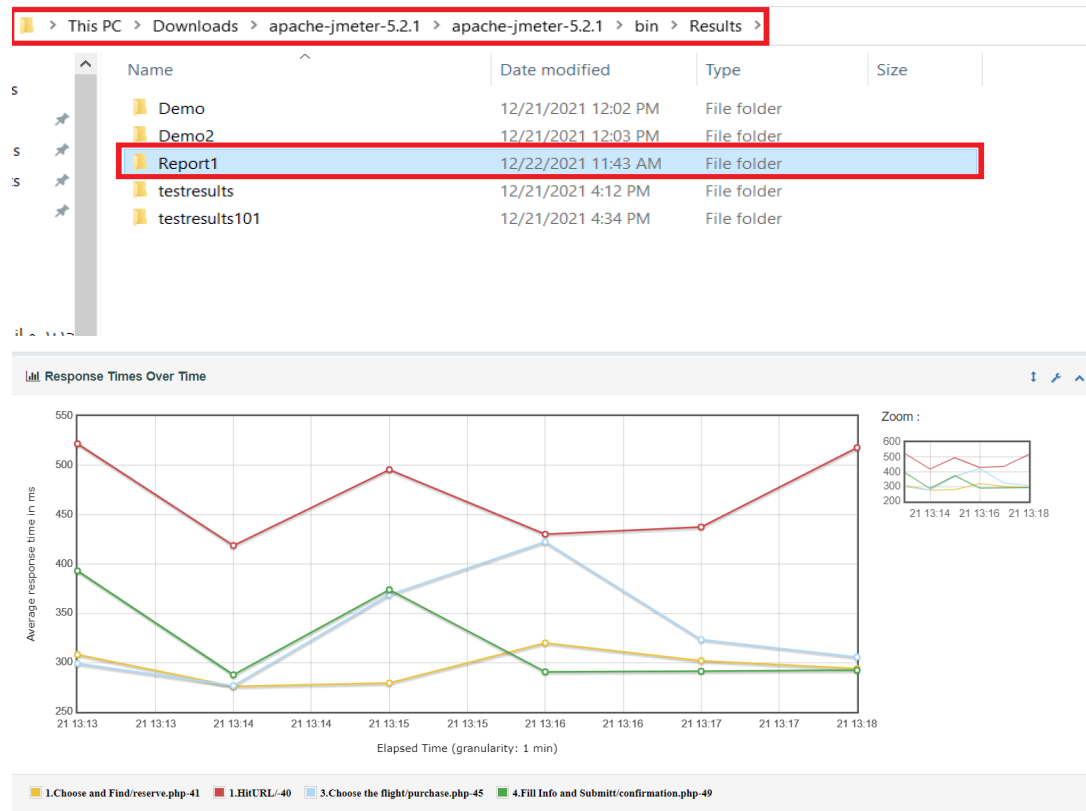 > This PC > Downloads > apache-jmeter-5.2.1 > apache-jmeter-5.2.1 > bin > Results >
Name Date modified Type Size
s
Demo 12/21/2021 12:02 PM File folder
Demo2 12/21/2021 12:03 PM File folder
s Report1 12/22/2021 11:43 AM File folder
testresults 12/21/2021 4:12 PM File folder
testresults101 12/21/2021 4:34 PM File folder
Response Times Over Time
550
500
450
400
350
300
250
Average response time in ms
21 13:13 21 13:13 21 13:14 21 13:14 21 13:15 21 13:15 21 13:16 21 13:16 21 13:17 21 13:17 21 13:18
Elapsed Time (granularity: 1 min)
Zoom :
600
500
400
300
200
21 13:14 21 13:16 21 13:18
1.Choose and Find/reserve.php-41 1.HitURL/-40 3.Choose the flight/purchase.php-45 4.Fill Info and Submitt/confirmation.php-49